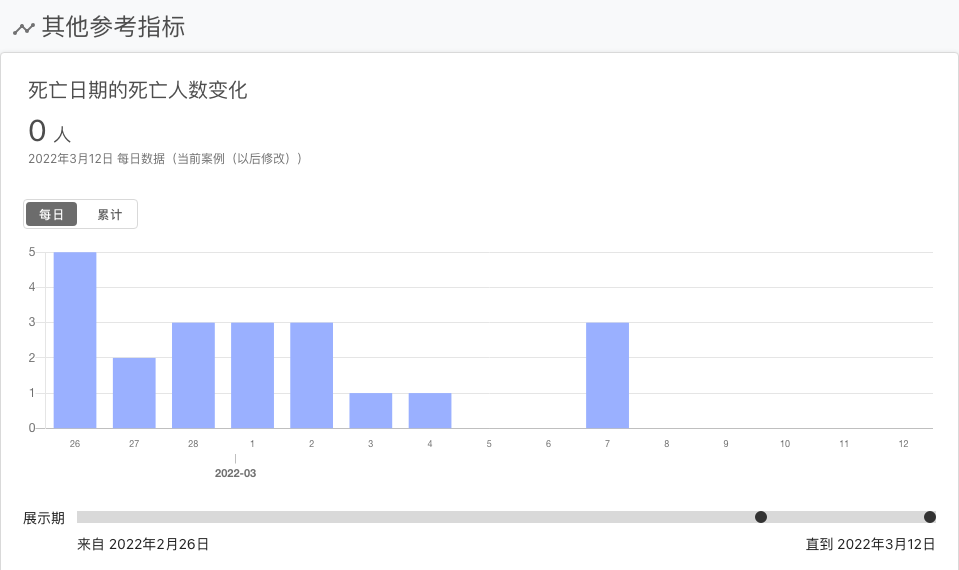 其他参考指标
死亡日期的死亡人数变化
0 人
2022年3月12日 每日数据（当前案例（以后修改））
每日 累计
5
4
3
2
1
0
26 27 28 1 2 3 4 5 6 7 8 9 10 11 12
2022-03
展示期
来自 2022年2月26日 直到 2022年3月12日